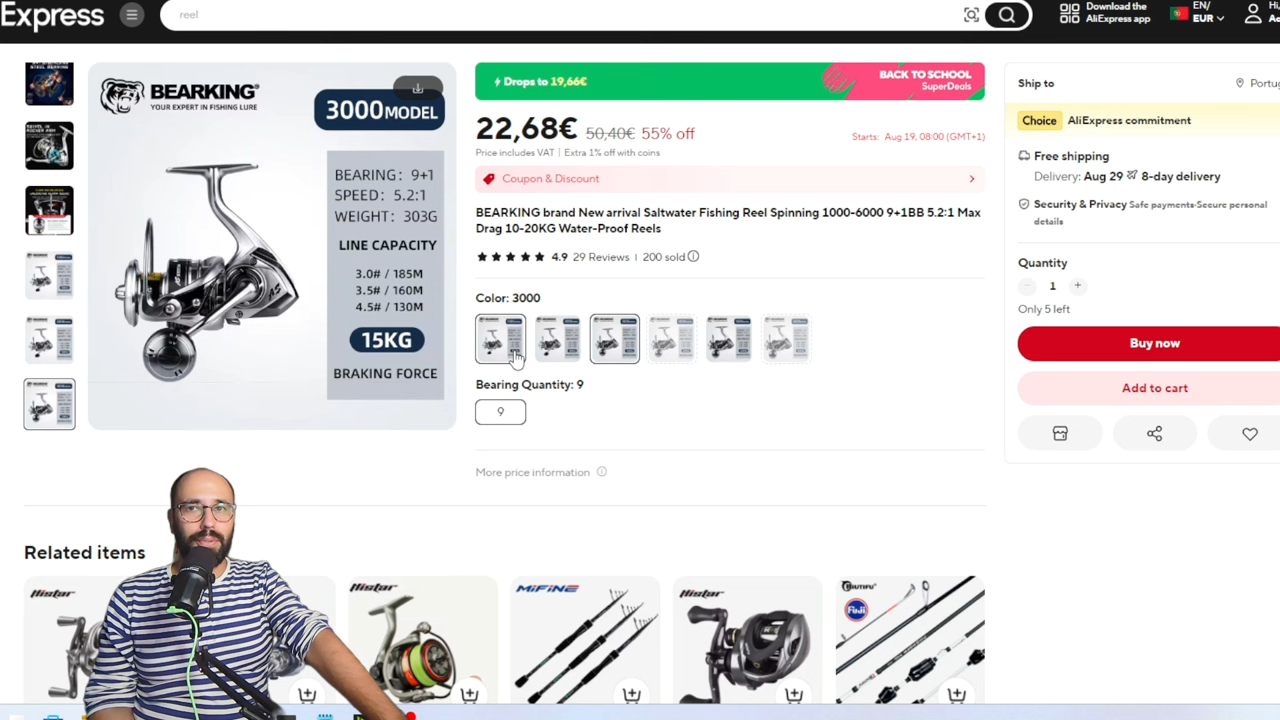 Express
reel
Download the
AliExpress app
EN/
EUR
BEARKING®
YOUR EXPERT IN FISHING LURE
3000 MODEL
BEARING: 9+1
SPEED: 5.2:1
WEIGHT: 303G
LINE CAPACITY
3.0# / 185M
3.5# / 160M
4.5# / 130M
15KG
BRAKING FORCE
Drops to 19,66€
BACK TO SCHOOL
SuperDeals
22,68€ 50,40€ 55% off
Starts: Aug 19, 08:00 (GMT+1)
Price includes VAT | Extra 1% off with coins
Coupon & Discount
BEARKING brand New arrival Saltwater Fishing Reel Spinning 1000-6000 9+1BB 5.2:1 Max
Drag 10-20KG Water-Proof Reels
4.9 29 Reviews | 200 sold
Color: 3000
Bearing Quantity: 9
9
More price information
Ship to
Portug
Choice AliExpress commitment
Free shipping
Delivery: Aug 29 8-day delivery
Security & Privacy Safe payments·Secure personal
details
Quantity
1
Only 5 left
Buy now
Add to cart
Related items
Histar
Histar
MiFiNE
Histar
Fuji